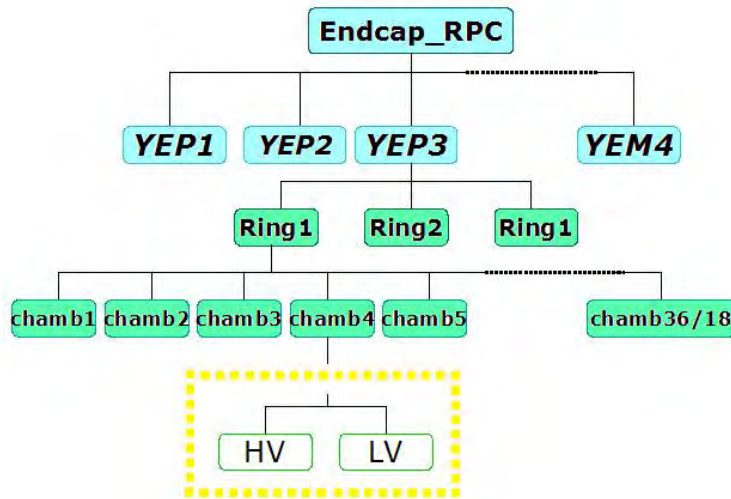 Endcap_RPC
YEP1 YEP2 YEP3 YEM4
Ring1 Ring2 Ring1
chamb1 chamb2 chamb3 chamb4 chamb5 chamb36/18
HV LV